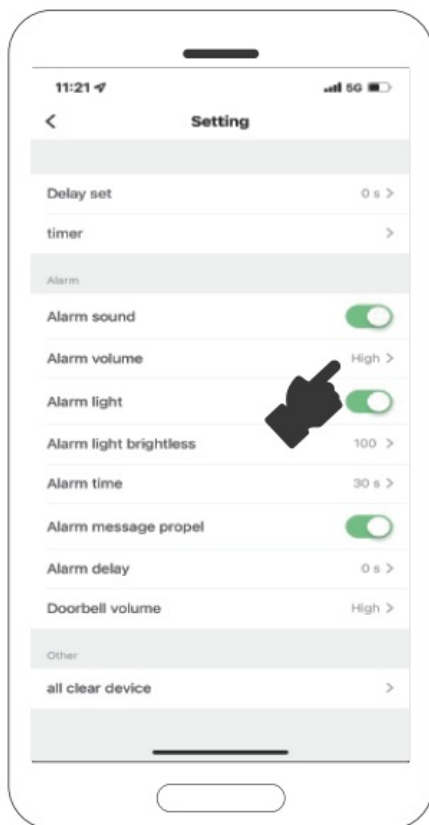 11:21 5G
Setting
Delay set 0 s >
timer >
Alarm
Alarm sound
Alarm volume High >
Alarm light
Alarm light brightless 100 >
Alarm time 30 s >
Alarm message propel
Alarm delay 0 s >
Doorbell volume High >
Other
all clear device >